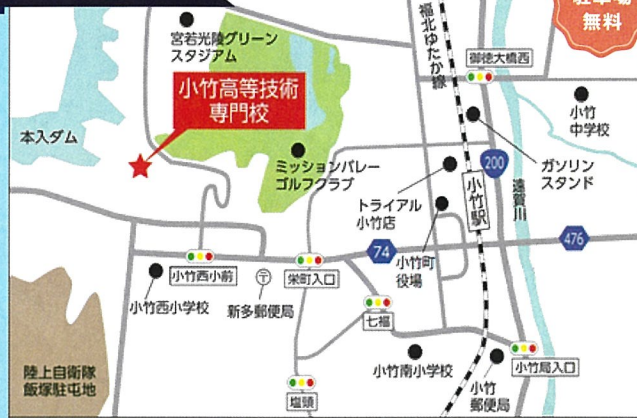 駐車場
無料
宮若光陵グリーン
スタジアム
福北ゆたか線
御徳大橋西
小竹高等技術
専門校
小竹
中学校
本入ダム
ミッションバレー
ゴルフクラブ
200
ガソリン
スタンド
トライアル
小竹店
小竹駅
遠賀川
74
476
小竹町
役場
小竹西小前
栄町入口
小竹西小学校
新多郵便局
七福
陸上自衛隊
飯塚駐屯地
小竹南小学校
小竹局入口
小竹
郵便局
塩頭